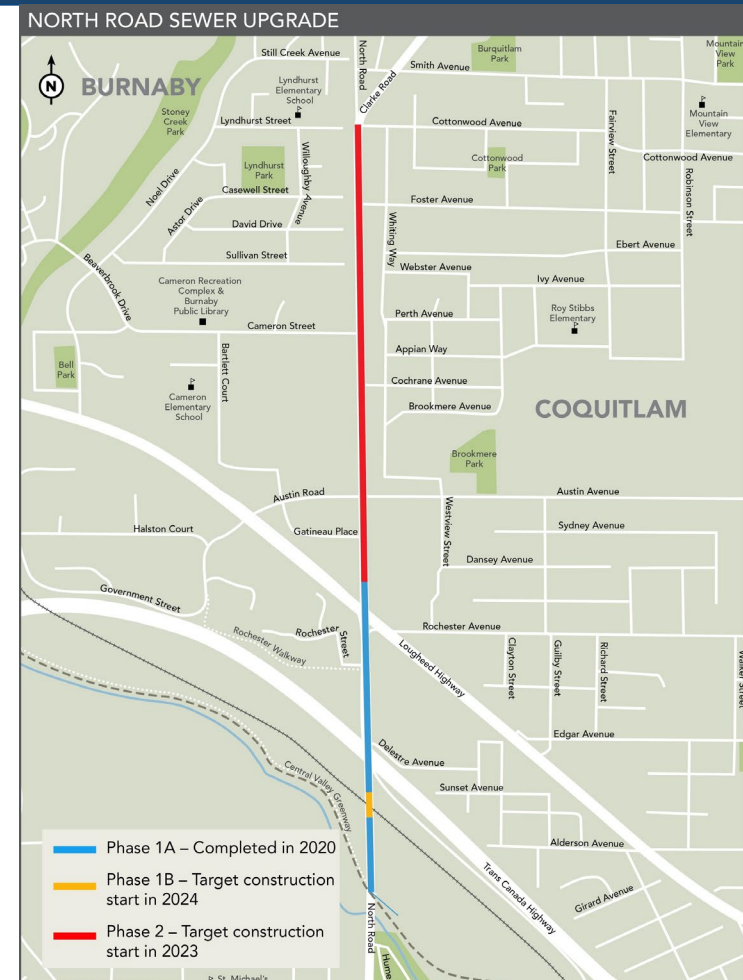 NORTH ROAD SEWER UPGRADE
N
BURNABY
Still Creek Avenue
North Road
Clarke Road
Smith Avenue
Burquitlam
Park
Mountain
View
Park
Lyndhurst
Elementary
School
Stoney
Creek
Park
Lyndhurst Street
Cottonwood Avenue
Fairview Street
Mountain
View
Elementary
Willoughby Avenue
Lyndhurst
Park
Cottonwood
Park
Cottonwood Avenue
Robinson Street
Noel Drive
Casewell Street
Foster Avenue
Astor Drive
David Drive
Whiting Way
Sullivan Street
Ebert Avenue
Webster Avenue
Ivy Avenue
Beaverbrook Drive
Cameron Recreation
Complex &
Burnaby
Public Library
Perth Avenue
Roy Stibbs
Elementary
Cameron Street
Bartlett Court
Appian Way
Bell
Park
Cochrane Avenue
Cameron
Elementary
School
Brookmere Avenue
COQUITLAM
Brookmere
Park
Austin Road
Austin Avenue
Westview Street
Halston Court
Gatineau Place
Sydney Avenue
Dansey Avenue
Government Street
Rochester Street
Rochester Walkway
Rochester Avenue
Lougheed Highway
Clayton Street
Guilby Street
Richard Street
Edgar Avenue
Delestre Avenue
Central Valley Greenway
Sunset Avenue
Alderson Avenue
Trans Canada Highway
Girard Avenue
Phase 1A – Completed in 2020
Phase 1B – Target construction
start in 2024
Phase 2 – Target construction
start in 2023
North Road
Hume
St. Michael's